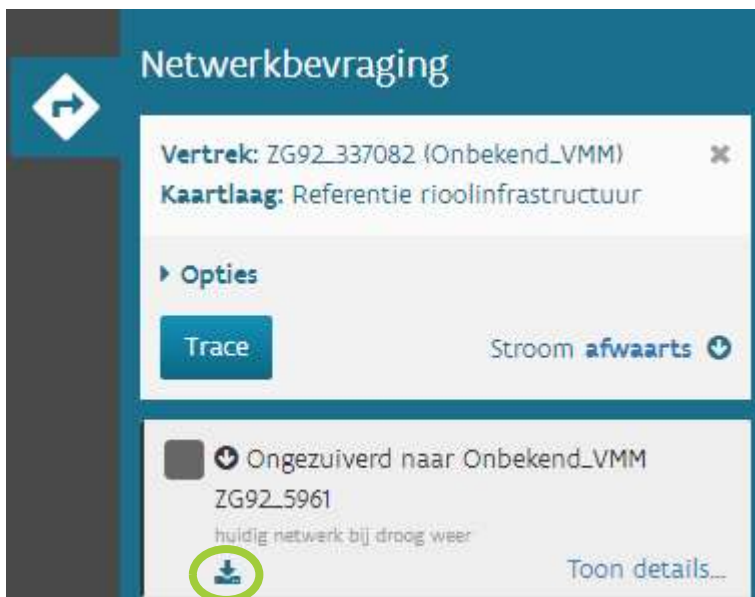 Netwerkbevraging
Vertrek: ZG92_337082 (Onbekend_VMM)
Kaartlaag: Referentie rioolinfrastructuur
Opties
Trace
Stroom afwaarts
Ongezuiverd naar Onbekend_VMM
ZG92_5961
huidig netwerk bij droog weer
Toon details...